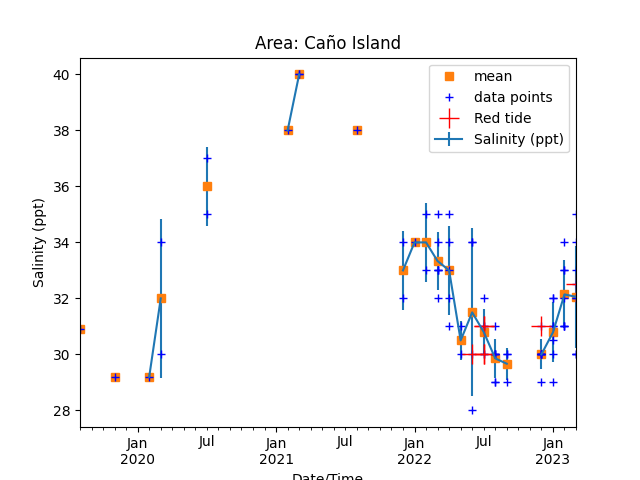 Area: Caño Island
mean
data points
Red tide
Salinity (ppt)
Salinity (ppt)
40
38
36
34
32
30
28
Jan Jul Jan Jul Jan Jul Jan
2020 2021 2022 2023
Date/Time